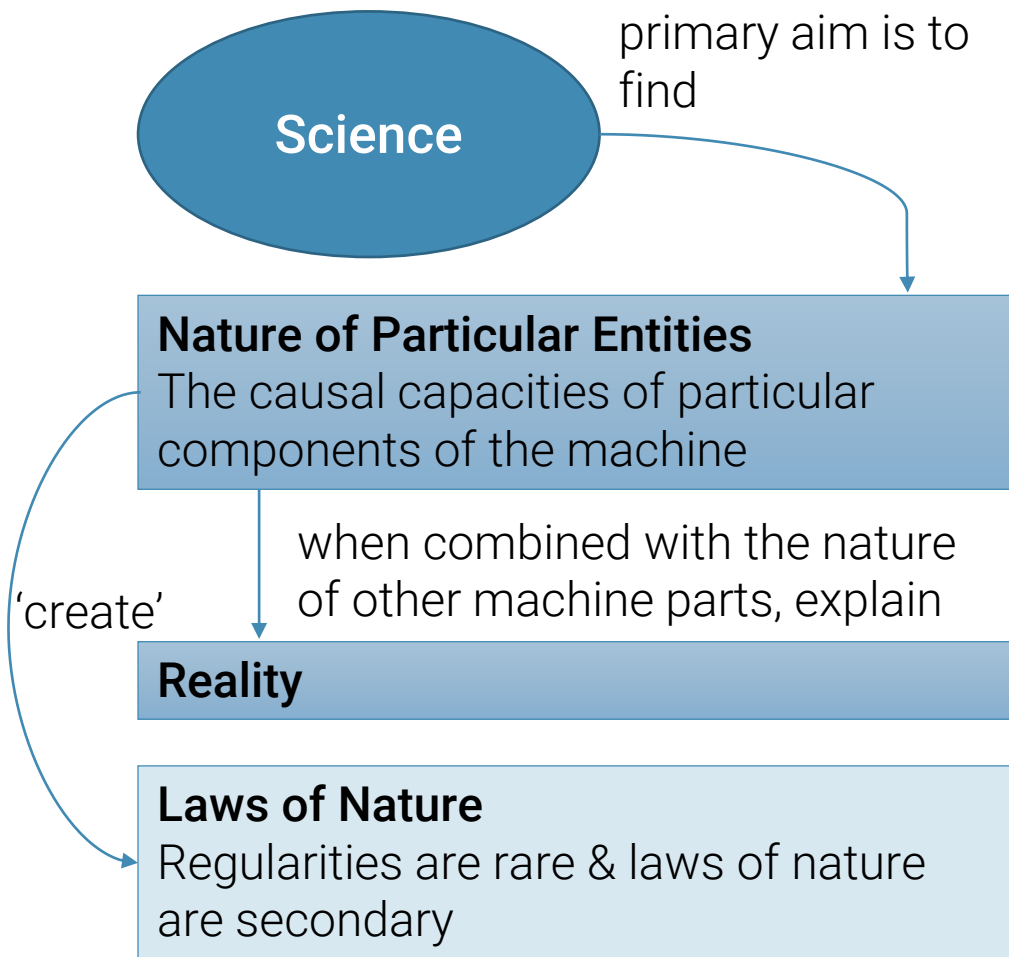 primary aim is to
find
Science
Nature of Particular Entities
The causal capacities of particular
components of the machine
when combined with the nature
of other machine parts, explain
‘create’
Reality
Laws of Nature
Regularities are rare & laws of nature
are secondary